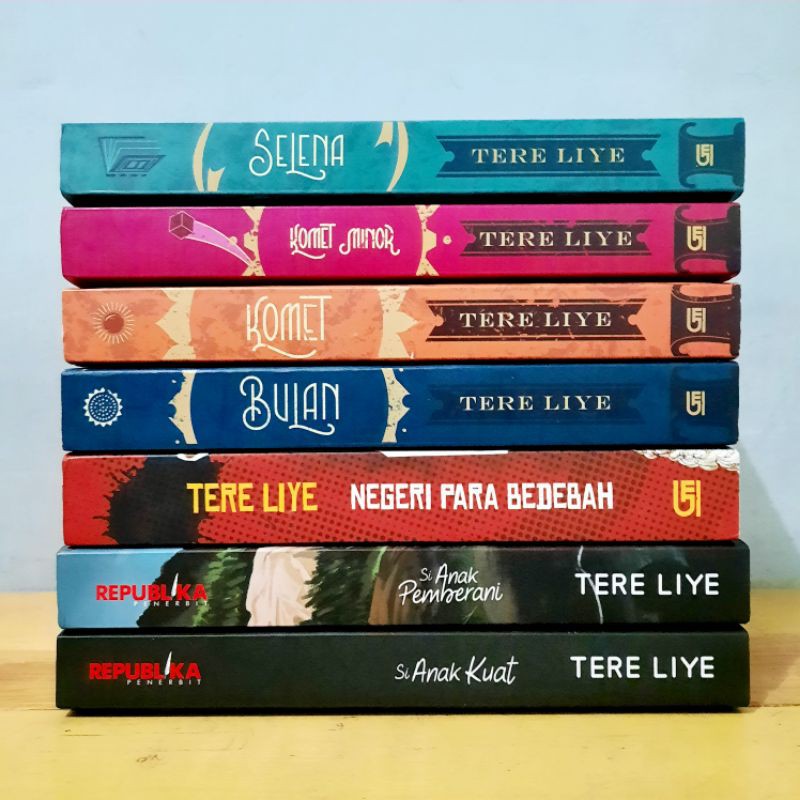 SELENA TERE LIYE
KOMET MINOR TERE LIYE
KOMET TERE LIYE
BULAN TERE LIYE
TERE LIYE NEGERI PARA BEDEBAH
REPUBLIKA
PENERBIT
Si Anak
Pemberani
TERE LIYE
REPUBLIKA
PENERBIT
Si Anak Kuat TERE LIYE